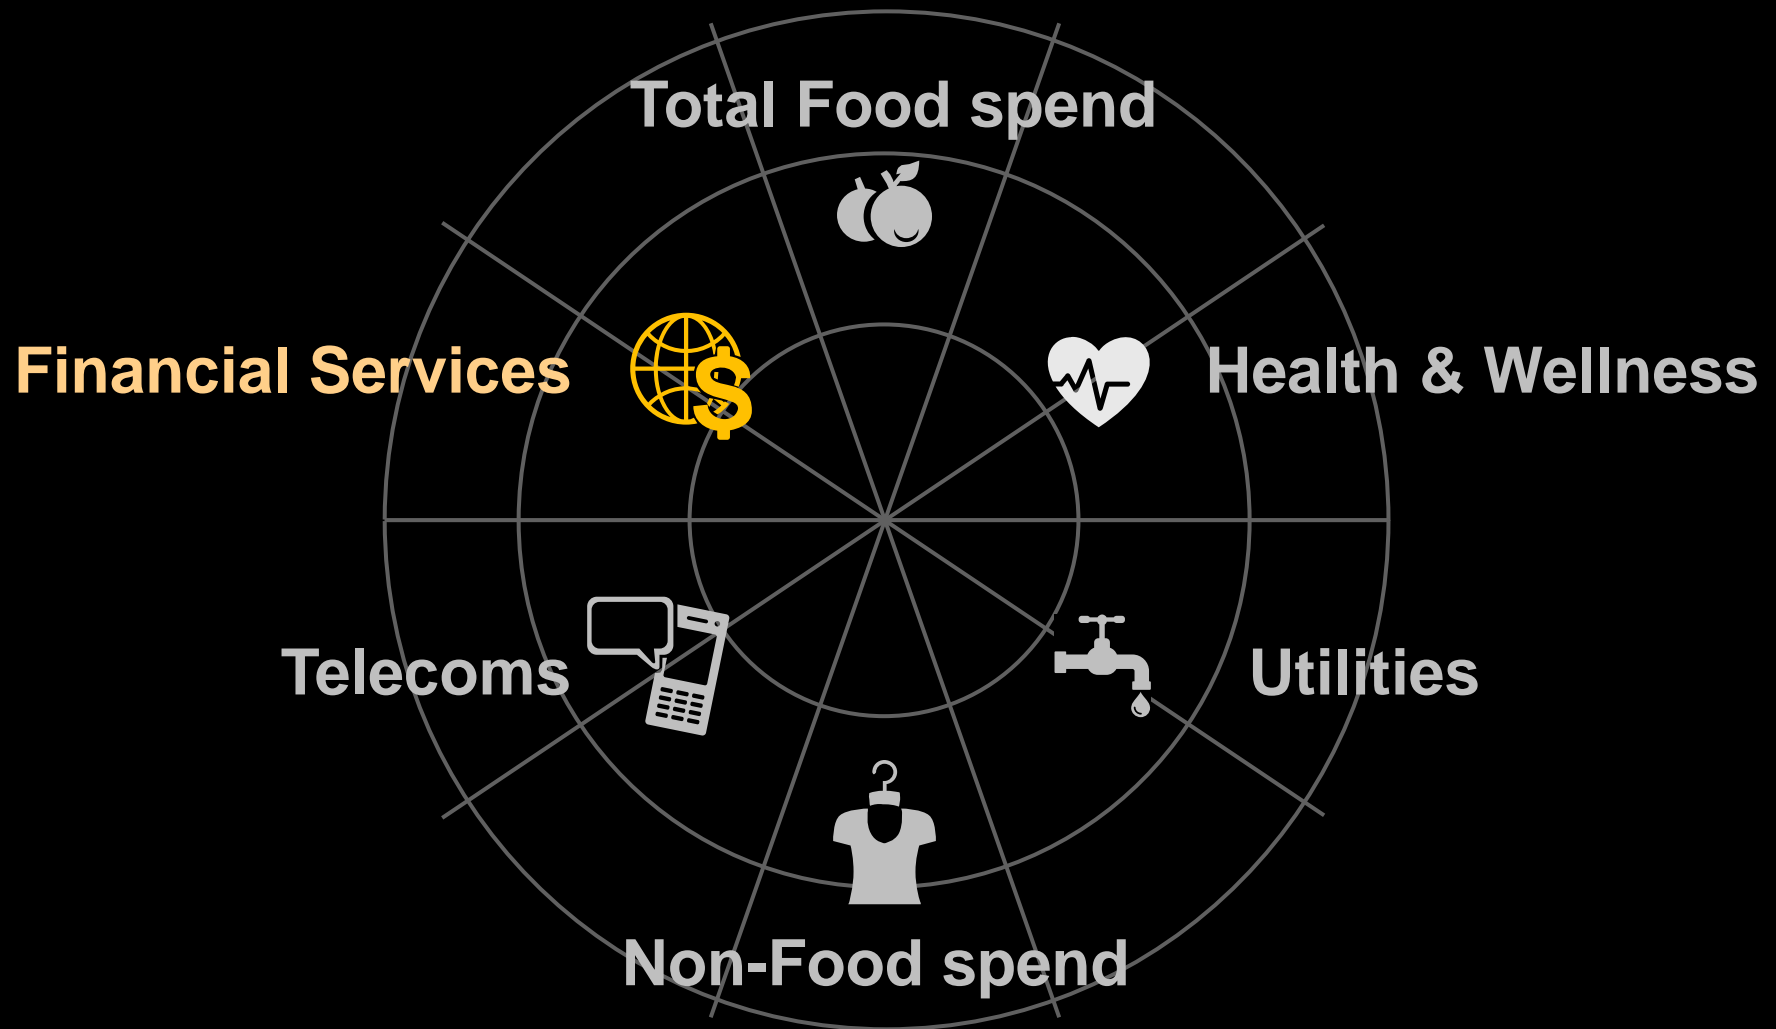 Total Food spend
Financial Services
Health & Wellness
Telecoms
Utilities
Non-Food spend